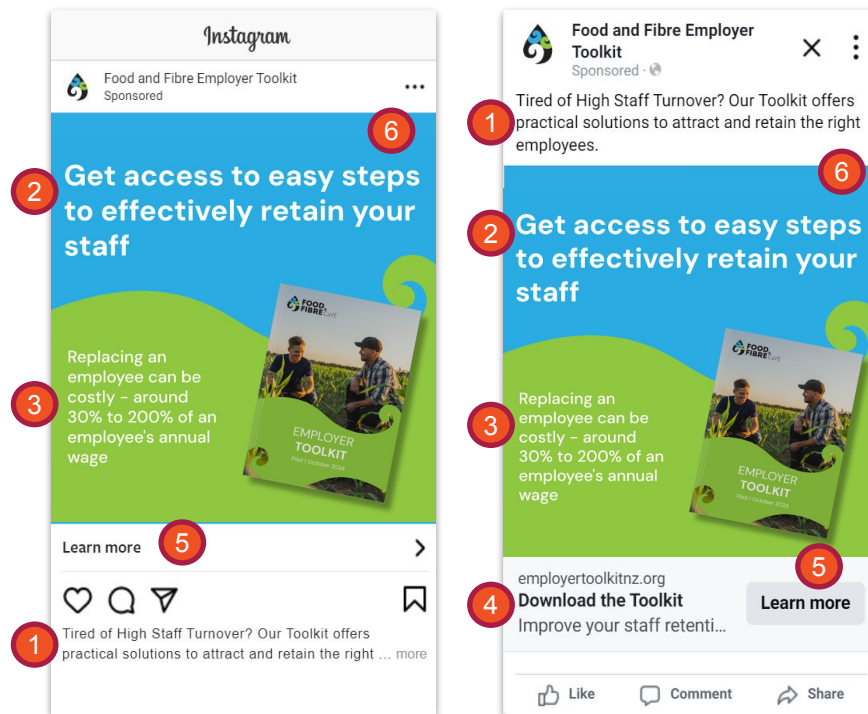 Instagram
Food and Fibre Employer Toolkit
Sponsored
6
2
Get access to easy steps
to effectively retain your
staff
FOOD
FIBRE
Replacing an
employee can be
costly - around
30% to 200% of an
employee's annual
wage
3
EMPLOYER
TOOLKIT
Pilot | October 2024
Learn more
5
1
Tired of High Staff Turnover? Our Toolkit offers
practical solutions to attract and retain the right ... more
Food and Fibre Employer
Toolkit
Sponsored ·
1
Tired of High Staff Turnover? Our Toolkit offers
practical solutions to attract and retain the right
employees.
6
2
Get access to easy steps
to effectively retain your
staff
FOOD
FIBRE
3
Replacing an
employee can be
costly - around
30% to 200% of an
employee's annual
wage
EMPLOYER
TOOLKIT
Pilot | October 2024
5
employertoolkitnz.org
4
Download the Toolkit
Learn more
Improve your staff retenti...
Like
Comment
Share